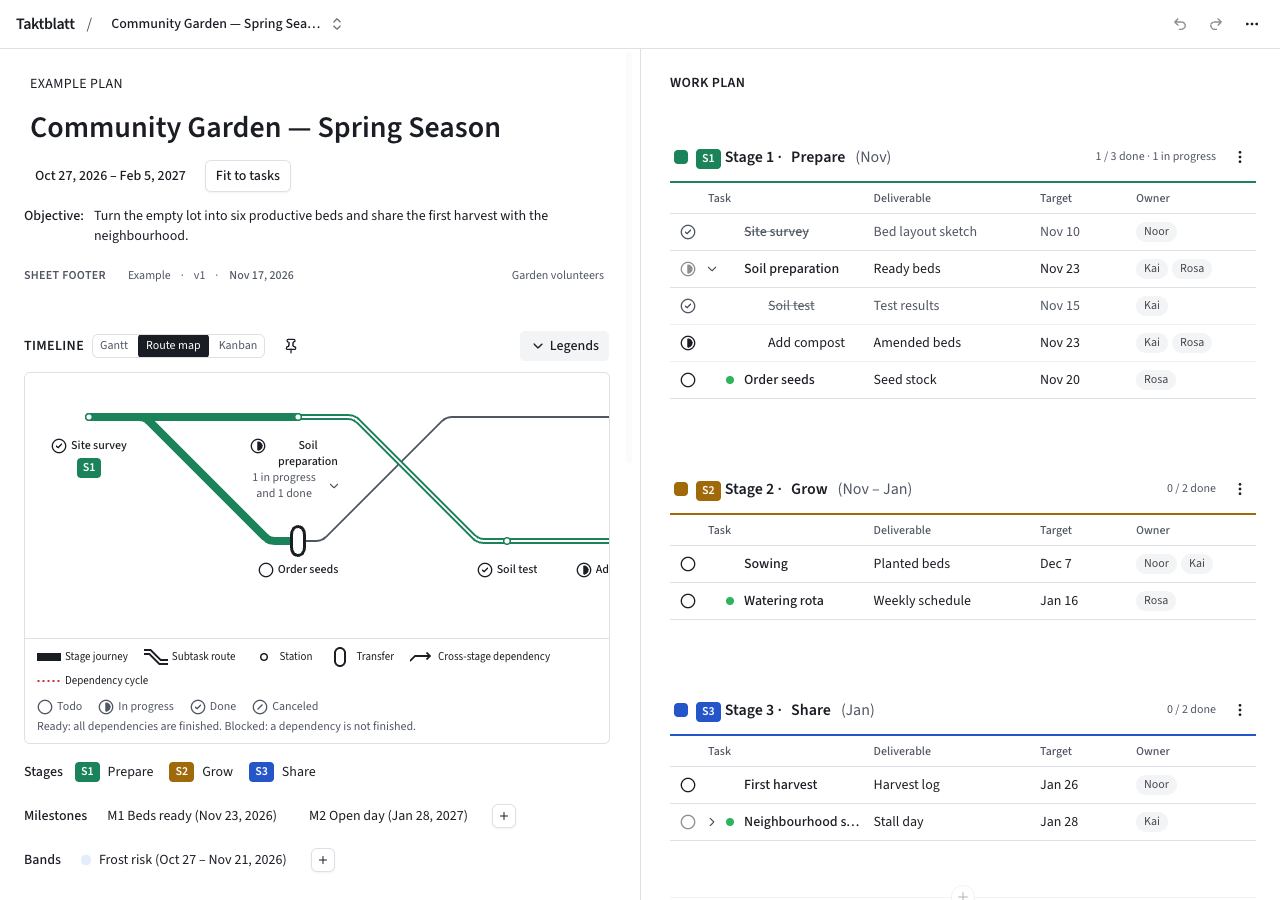 Taktblatt / Community Garden — Spring Sea…
EXAMPLE PLAN
Community Garden — Spring Season
Oct 27, 2026 – Feb 5, 2027 Fit to tasks
Objective: Turn the empty lot into six productive beds and share the first harvest with the
neighbourhood.
SHEET FOOTER Example · v1 · Nov 17, 2026 Garden volunteers
TIMELINE Gantt Route map Kanban Legends
Site survey
S1
Soil
preparation
1 in progress
and 1 done
Order seeds
Soil test
Ad
Stage journey Subtask route Station Transfer Cross-stage dependency
Dependency cycle
Todo In progress Done Canceled
Ready: all dependencies are finished. Blocked: a dependency is not finished.
Stages S1 Prepare S2 Grow S3 Share
Milestones M1 Beds ready (Nov 23, 2026) M2 Open day (Jan 28, 2027) +
Bands Frost risk (Oct 27 – Nov 21, 2026) +
WORK PLAN
S1 Stage 1 · Prepare (Nov) 1 / 3 done · 1 in progress
Task Deliverable Target Owner
Site survey Bed layout sketch Nov 10 Noor
Soil preparation Ready beds Nov 23 Kai Rosa
Soil test Test results Nov 15 Kai
Add compost Amended beds Nov 23 Kai Rosa
Order seeds Seed stock Nov 20 Rosa
S2 Stage 2 · Grow (Nov – Jan) 0 / 2 done
Task Deliverable Target Owner
Sowing Planted beds Dec 7 Noor Kai
Watering rota Weekly schedule Jan 16 Rosa
S3 Stage 3 · Share (Jan) 0 / 2 done
Task Deliverable Target Owner
First harvest Harvest log Jan 26 Noor
Neighbourhood s… Stall day Jan 28 Kai
+